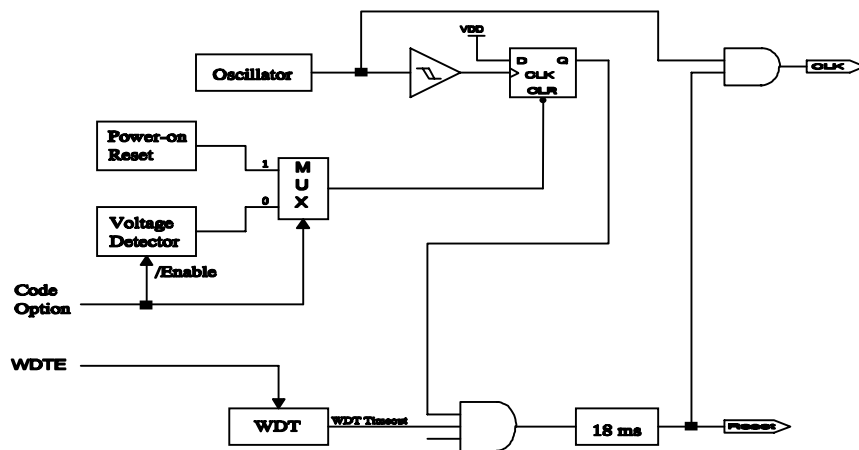 VDD
D Q
CLK
CLR
Oscillator
CLK
Power-on
Reset
1
M
U
X
0
Voltage
Detector
/Enable
Code
Option
WDTE
WDT
WDT Timeout
18 ms
Reset